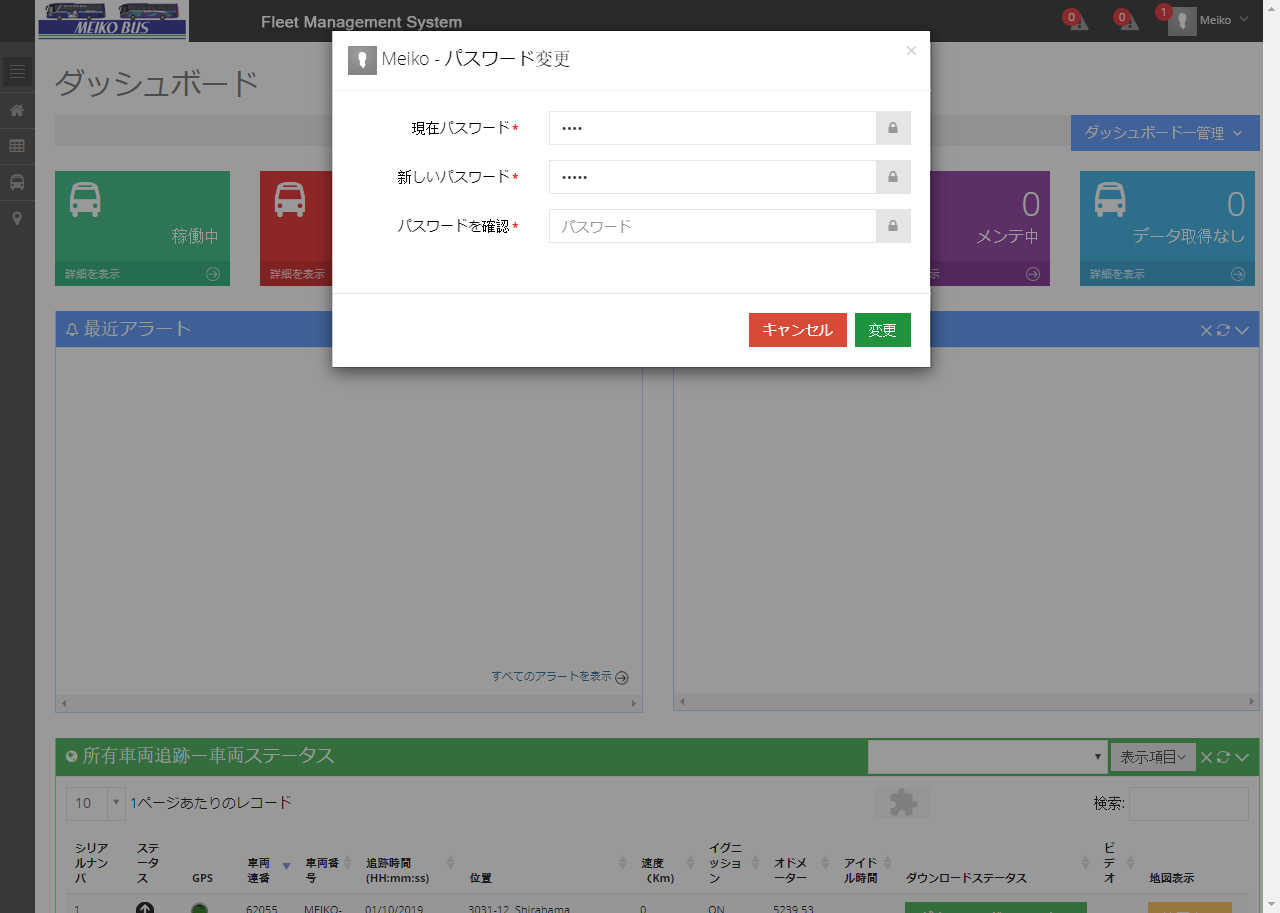 MEIKO BUS
Fleet Management System
0
0
1
Meiko
Meiko - パスワード変更
×
ダッシュボード
現在パスワード*
••••
ダッシュボードー管理
新しいパスワード*
•••••
パスワードを確認*
パスワード
稼働中
詳細を表示
詳細を表示
0
メンテ中
示
0
データ取得なし
詳細を表示
キャンセル
変更
最近アラート
すべてのアラートを表示
所有車両追跡ー車両ステータス
表示項目
10
1ページあたりのレコード
検索:
シリアルナンバ
ステータス
GPS
車両連番
車両番号
追跡時間(HH:mm:ss)
位置
速度(Km)
イグニッション
オドメーター
アイドル時間
ダウンロードステータス
ビデオ
地図表示
1
62055
MEIKO-
01/10/2019
3031-12, Shirahama
0
ON
5239.53